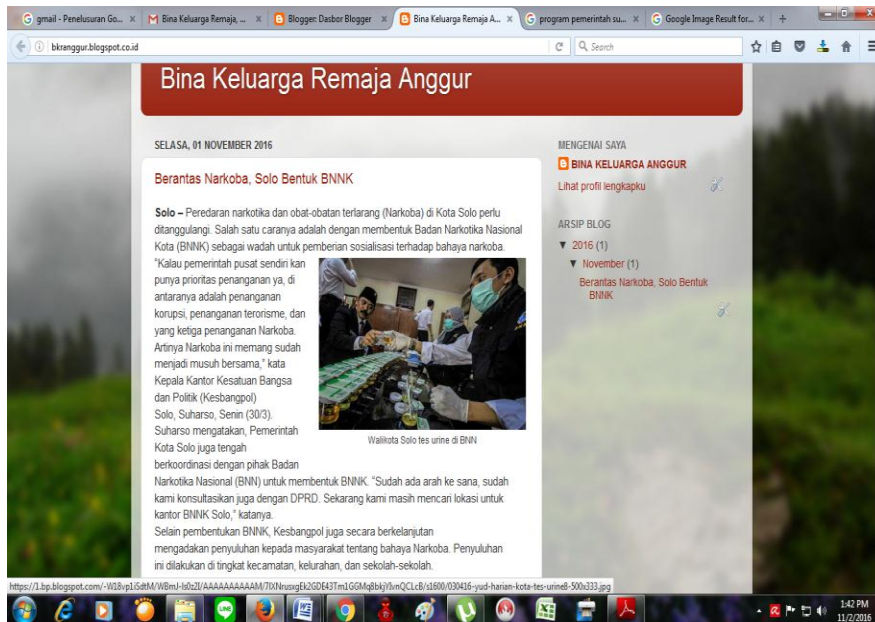 gmail - Penelusuran Go...
Bina Keluarga Remaja, ...
Blogger: Dasbor Blogger
Bina Keluarga Remaja A...
program pemerintah su...
Google Image Result for...
bkranggur.blogspot.co.id
Search
Bina Keluarga Remaja Anggur
SELASA, 01 NOVEMBER 2016
Berantas Narkoba, Solo Bentuk BNNK
Solo – Peredaran narkotika dan obat-obatan terlarang (Narkoba) di Kota Solo perlu
ditanggulangi. Salah satu caranya adalah dengan membentuk Badan Narkotika Nasional
Kota (BNNK) sebagai wadah untuk pemberian sosialisasi terhadap bahaya narkoba.
“Kalau pemerintah pusat sendiri kan
punya prioritas penanganan ya, di
antaranya adalah penanganan
korupsi, penanganan terorisme, dan
yang ketiga penanganan Narkoba.
Artinya Narkoba ini memang sudah
menjadi musuh bersama,” kata
Kepala Kantor Kesatuan Bangsa
dan Politik (Kesbangpol)
Solo, Suharso, Senin (30/3).
Suharso mengatakan, Pemerintah
Kota Solo juga tengah
berkoordinasi dengan pihak Badan
Narkotika Nasional (BNN) untuk membentuk BNNK. “Sudah ada arah ke sana, sudah
kami konsultasikan juga dengan DPRD. Sekarang kami masih mencari lokasi untuk
kantor BNNK Solo,” katanya.
Selain pembentukan BNNK, Kesbangpol juga secara berkelanjutan
mengadakan penyuluhan kepada masyarakat tentang bahaya Narkoba. Penyuluhan
ini dilakukan di tingkat kecamatan, kelurahan, dan sekolah-sekolah.
Walikota Solo tes urine di BNN
MENGENAI SAYA
BINA KELUARGA ANGGUR
Lihat profil lengkapku
ARSIP BLOG
▼ 2016 (1)
▼ November (1)
Berantas Narkoba, Solo Bentuk
BNNK
1:42 PM
11/2/2016